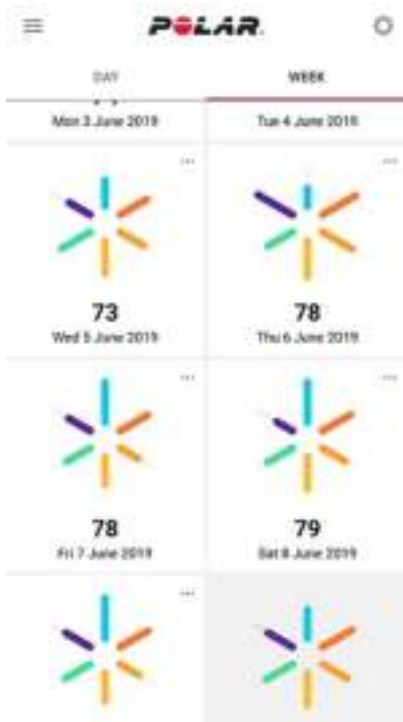 POLAR
DAY WEEK
Mon 3 June 2019 Tue 4 June 2019
73 78
Wed 5 June 2019 Thu 6 June 2019
78 79
Fri 7 June 2019 Sat 8 June 2019